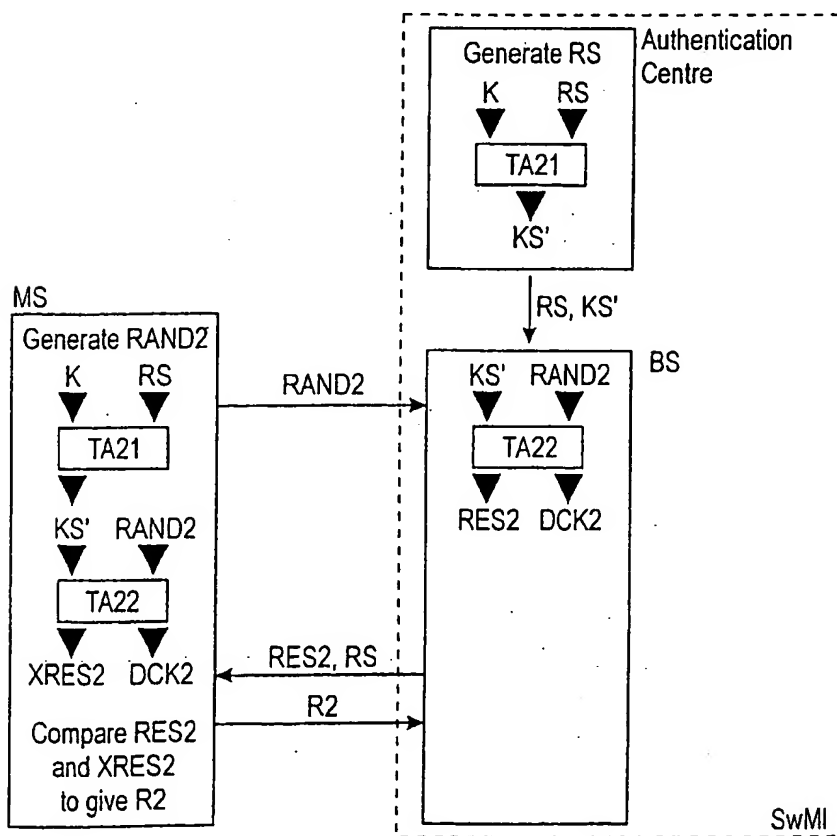 Authentication
Centre
Generate RS
K RS
TA21
KS'
RS, KS'
MS
Generate RAND2
K RS
TA21
KS' RAND2
TA22
XRES2 DCK2
Compare RES2
and XRES2
to give R2
RAND2
RES2, RS
R2
BS
KS' RAND2
TA22
RES2 DCK2
SwMI